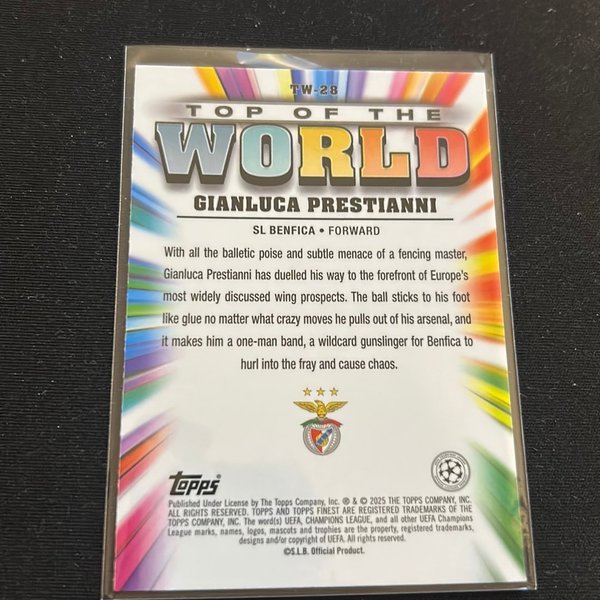 TW-28
TOP OF THE
WORLD
GIANLUCA PRESTIANNI
SL BENFICA • FORWARD
With all the balletic poise and subtle menace of a fencing master,
Gianluca Prestianni has duelled his way to the forefront of Europe's
most widely discussed wing prospects. The ball sticks to his foot
like glue no matter what crazy moves he pulls out of his arsenal, and
it makes him a one-man band, a wildcard gunslinger for Benfica to
hurl into the fray and cause chaos.
topps
Published Under License by The Topps Company, Inc. ® & © 2025 THE TOPPS COMPANY, INC.
ALL RIGHTS RESERVED. TOPPS AND TOPPS FINEST ARE REGISTERED TRADEMARKS OF THE
TOPPS COMPANY, INC. The word(s) UEFA, CHAMPIONS LEAGUE, and all other UEFA Champions
League marks, names, logos, mascots and trophies are the property, registered trademarks,
designs and/or copyright of UEFA. All rights reserved.
©S.L.B. Official Product.